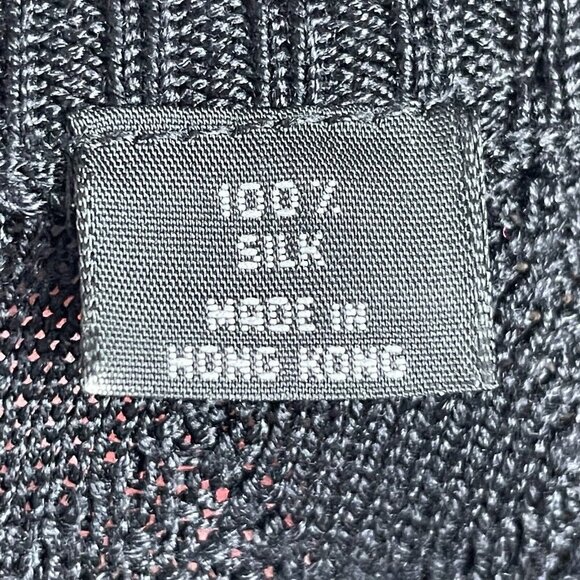 100%
SILK
MADE IN
HONG KONG